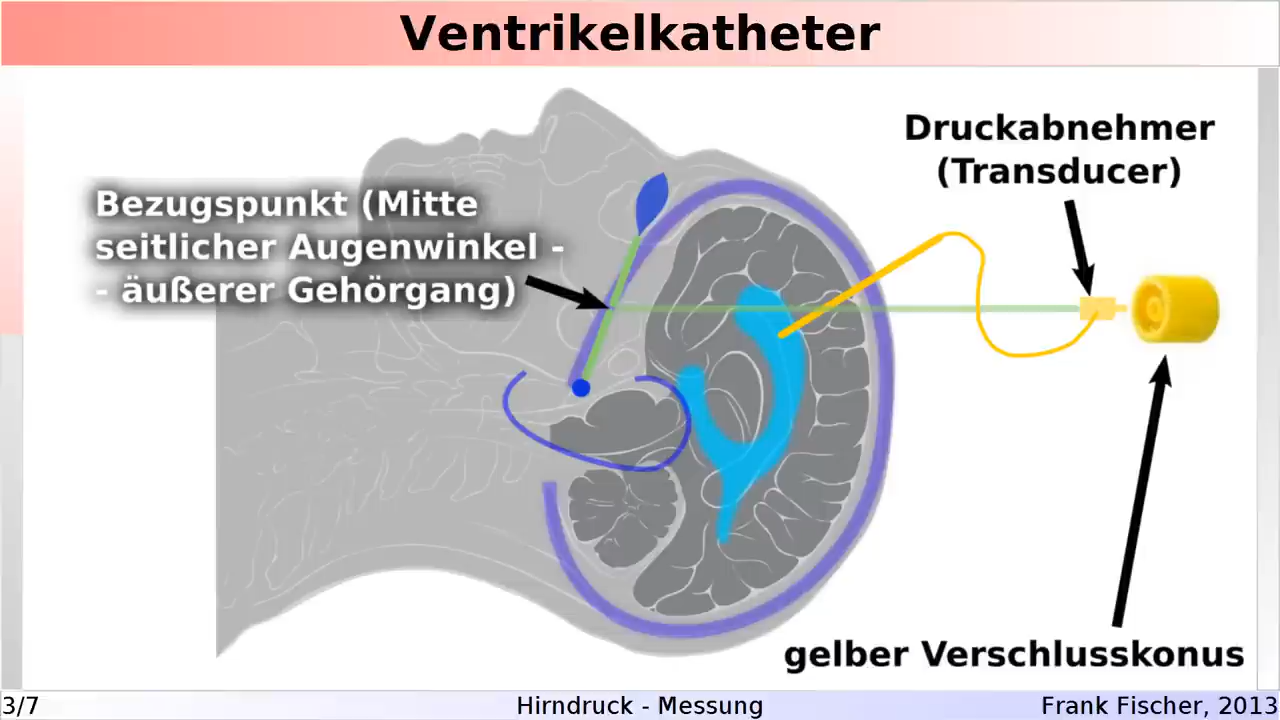 Ventrikelkatheter
Druckabnehmer
(Transducer)
Bezugspunkt (Mitte
seitlicher Augenwinkel -
- äußerer Gehörgang)
gelber Verschlusskonus
3/7
Hirndruck - Messung
Frank Fischer, 2013